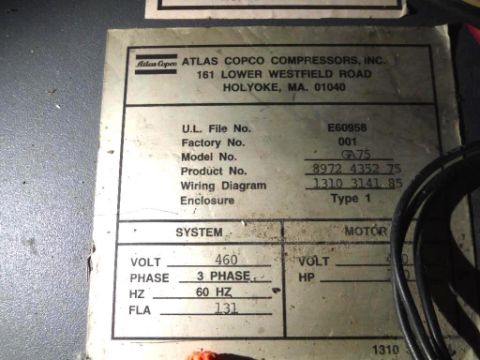 Atlas Copco
ATLAS COPCO COMPRESSORS, INC.
161 LOWER WESTFIELD ROAD
HOLYOKE, MA. 01040
U.L. File No. E60958
Factory No. 001
Model No. GA75
Product No. 8972 4352 75
Wiring Diagram 1310 3141 85
Enclosure Type 1
SYSTEM MOTOR
VOLT 460 VOLT
PHASE 3 PHASE HP
HZ 60 HZ
FLA 131
1310